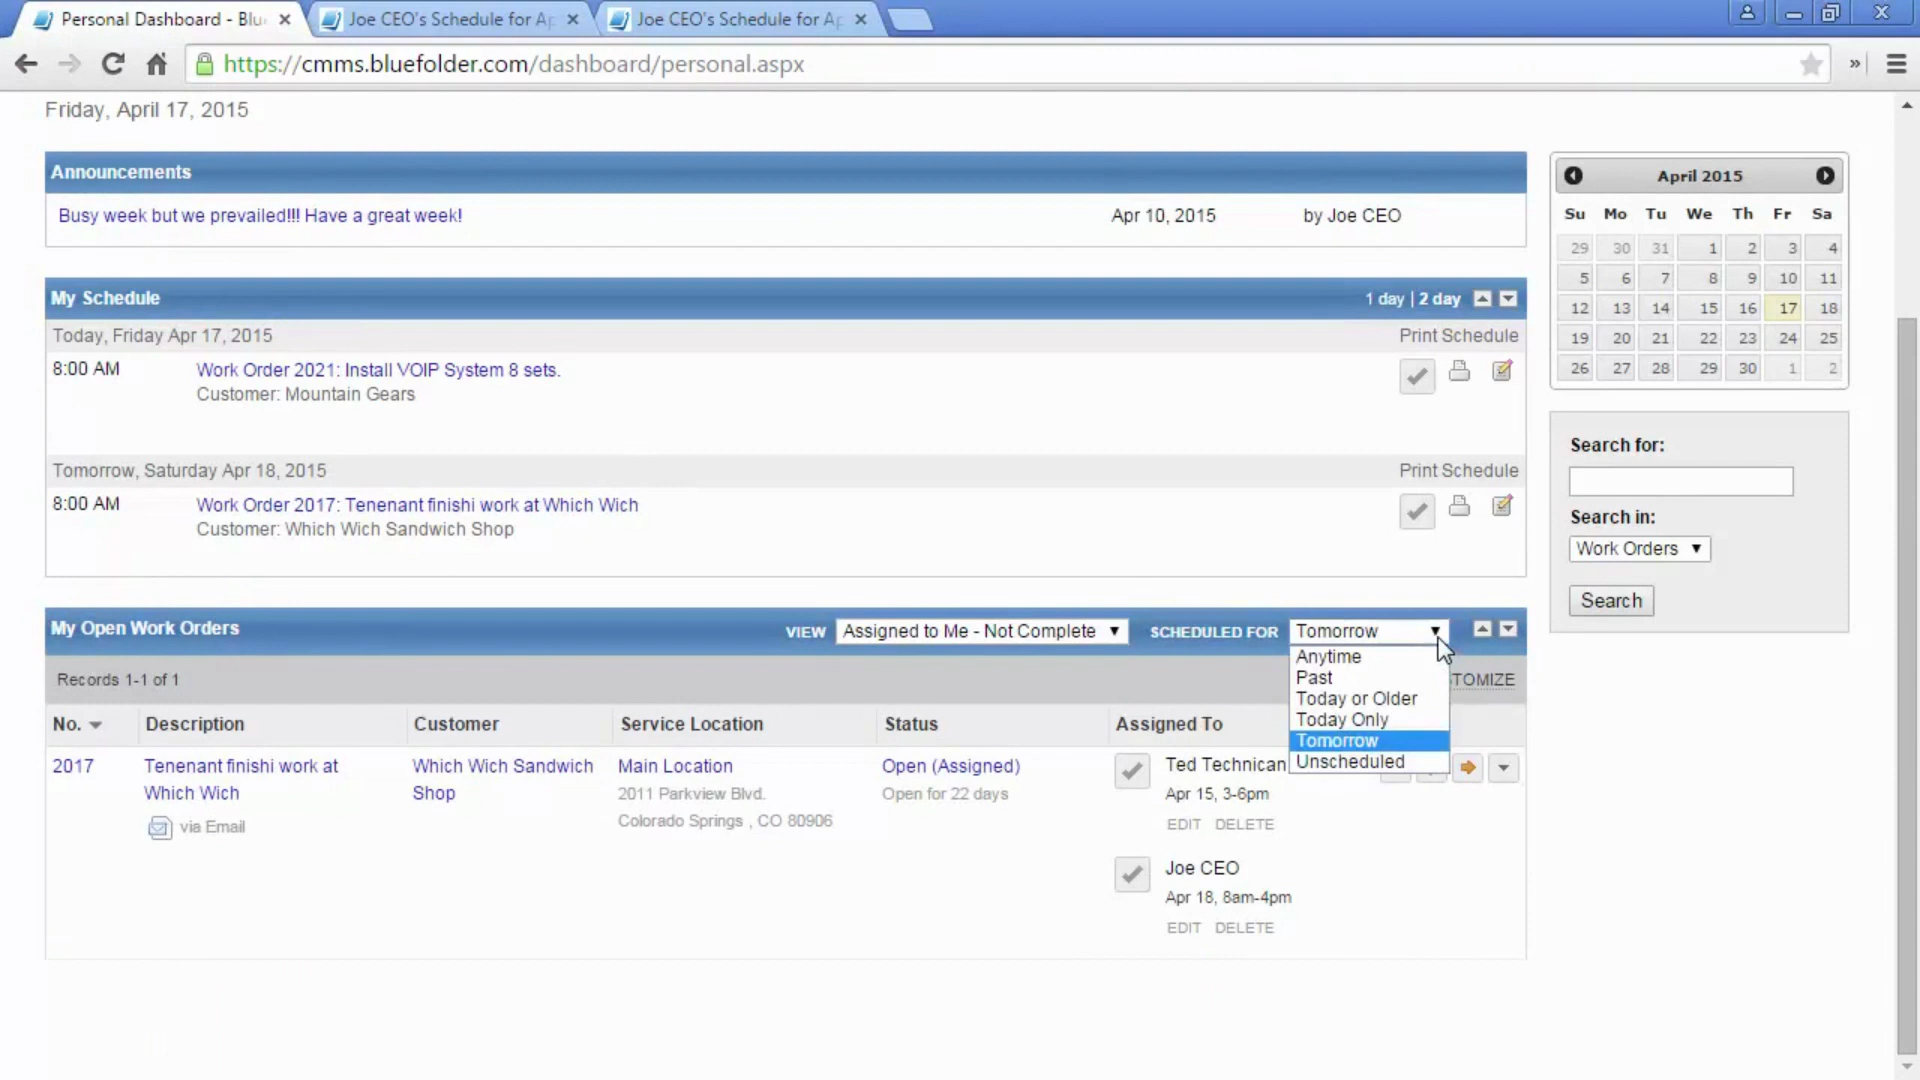 Personal Dashboard - Blu
Joe CEO's Schedule for Ap
Joe CEO's Schedule for Ap
https://cmms.bluefolder.com/dashboard/personal.aspx
Friday, April 17, 2015
Announcements
Busy week but we prevailed!!! Have a great week! Apr 10, 2015 by Joe CEO
My Schedule 1 day | 2 day
Today, Friday Apr 17, 2015 Print Schedule
8:00 AM Work Order 2021: Install VOIP System 8 sets.
Customer: Mountain Gears
Tomorrow, Saturday Apr 18, 2015 Print Schedule
8:00 AM Work Order 2017: Tenenant finishi work at Which Wich
Customer: Which Wich Sandwich Shop
My Open Work Orders VIEW Assigned to Me - Not Complete SCHEDULED FOR Tomorrow
Anytime
Past
Today or Older
Today Only
Tomorrow
Unscheduled
Records 1-1 of 1 TOMIZE
No. Description Customer Service Location Status Assigned To
2017 Tenenant finishi work at Which Wich Sandwich Main Location Open (Assigned) Ted Technican
Which Wich Shop 2011 Parkview Blvd. Open for 22 days Apr 15, 3-6pm
via Email Colorado Springs , CO 80906 EDIT DELETE
Joe CEO
Apr 18, 8am-4pm
EDIT DELETE
April 2015
Su Mo Tu We Th Fr Sa
29 30 31 1 2 3 4
5 6 7 8 9 10 11
12 13 14 15 16 17 18
19 20 21 22 23 24 25
26 27 28 29 30 1 2
Search for:
Search in:
Work Orders
Search